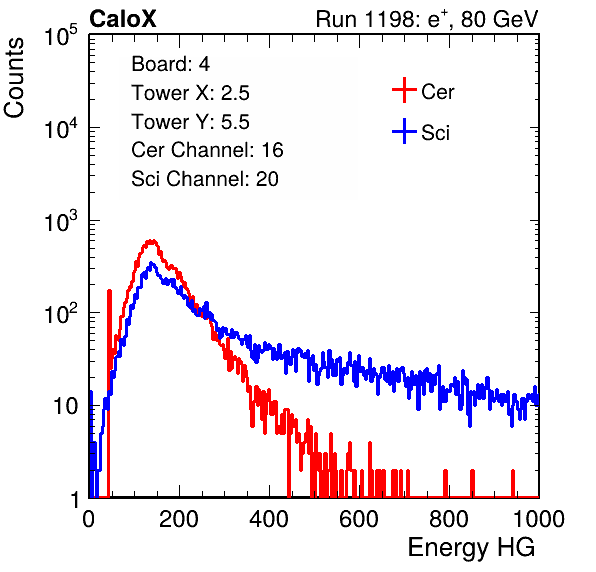 CaloX Run 1198: e⁺, 80 GeV
Counts
Board: 4
Tower X: 2.5
Tower Y: 5.5
Cer Channel: 16
Sci Channel: 20
Cer
Sci
10⁵
10⁴
10³
10²
10
1
0 200 400 600 800 1000
Energy HG